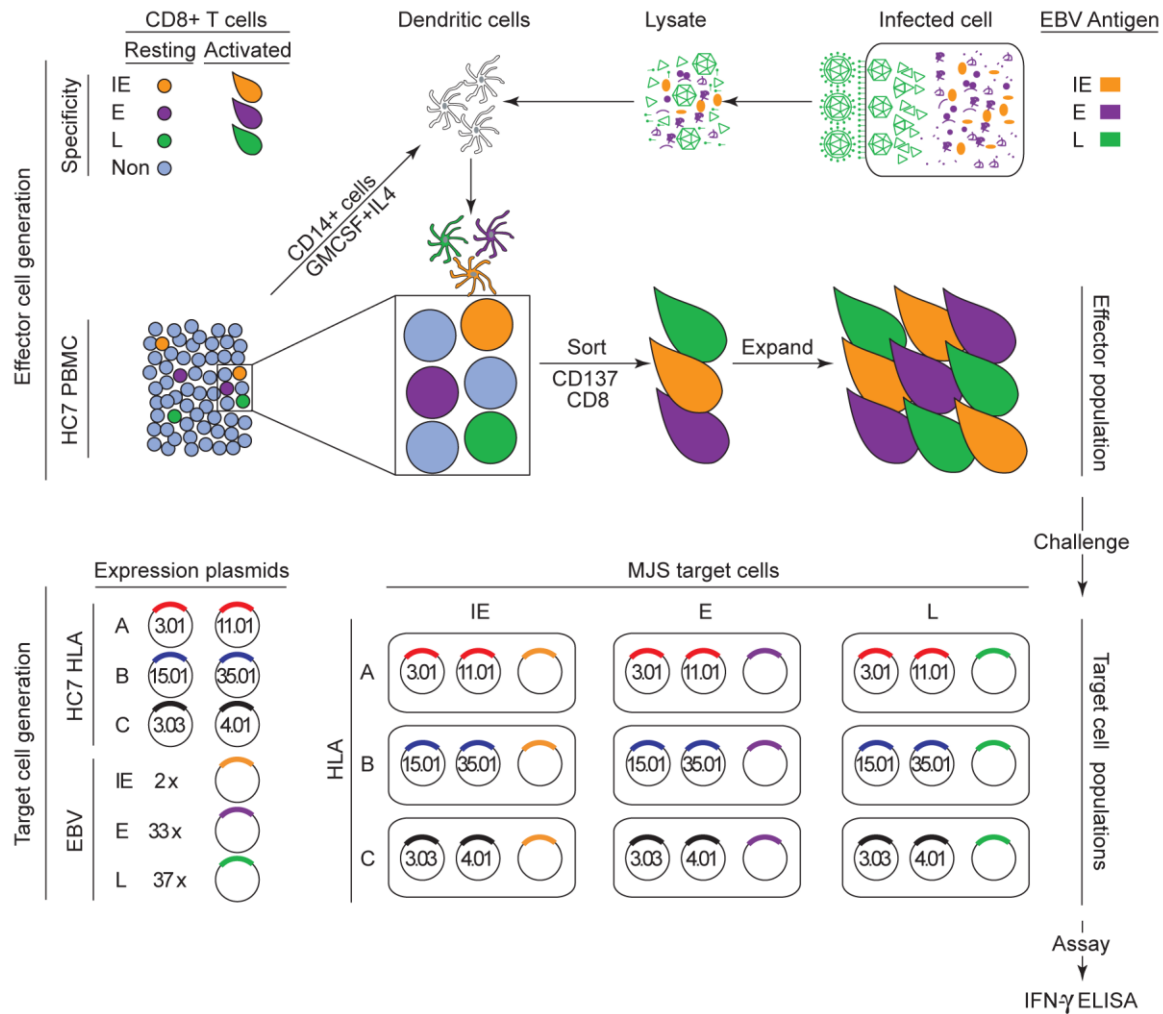 CD8+ T cells
Resting Activated
IE
E
L
Non
Specificity
Dendritic cells
Lysate
Infected cell
EBV Antigen
IE
E
L
Effector cell generation
CD14+ cells
GMCSF+IL4
HC7 PBMC
Sort
CD137
CD8
Expand
Effector population
Challenge
Target cell generation
Expression plasmids
HC7 HLA
A 3.01 11.01
B 15.01 35.01
C 3.03 4.01
EBV
IE 2x
E 33x
L 37x
MJS target cells
IE E L
HLA
A 3.01 11.01 3.01 11.01 3.01 11.01
B 15.01 35.01 15.01 35.01 15.01 35.01
C 3.03 4.01 3.03 4.01 3.03 4.01
Target cell populations
Assay
IFN-γ ELISA